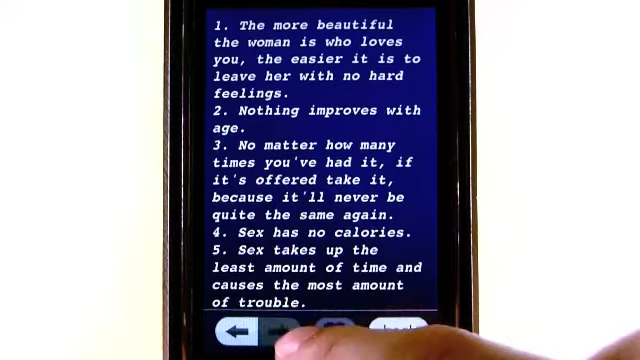 1. The more beautiful
the woman is who loves
you, the easier it is to
leave her with no hard
feelings.
2. Nothing improves with
age.
3. No matter how many
times you've had it, if
it's offered take it,
because it'll never be
quite the same again.
4. Sex has no calories.
5. Sex takes up the
least amount of time and
causes the most amount
of trouble.